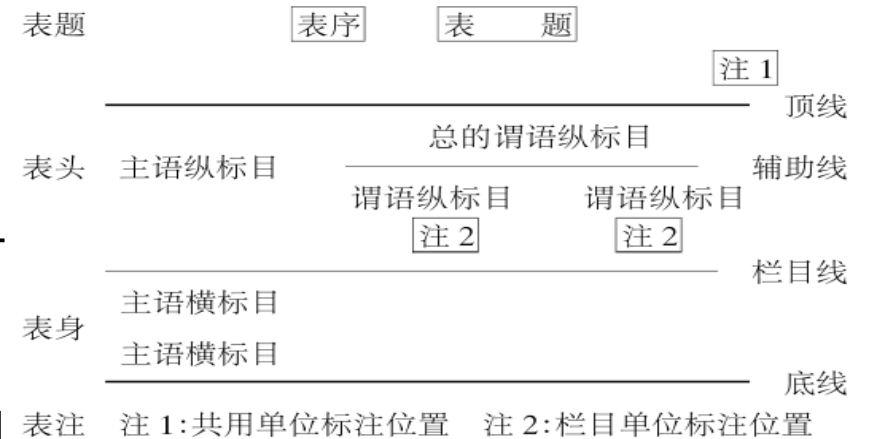 表题 表序 表 题
注 1
顶线
总的谓语纵标目
表头 主语纵标目 辅助线
谓语纵标目 谓语纵标目
注 2 注 2
栏目线
主语横标目
表身
主语横标目
底线
表注 注 1:共用单位标注位置 注 2:栏目单位标注位置